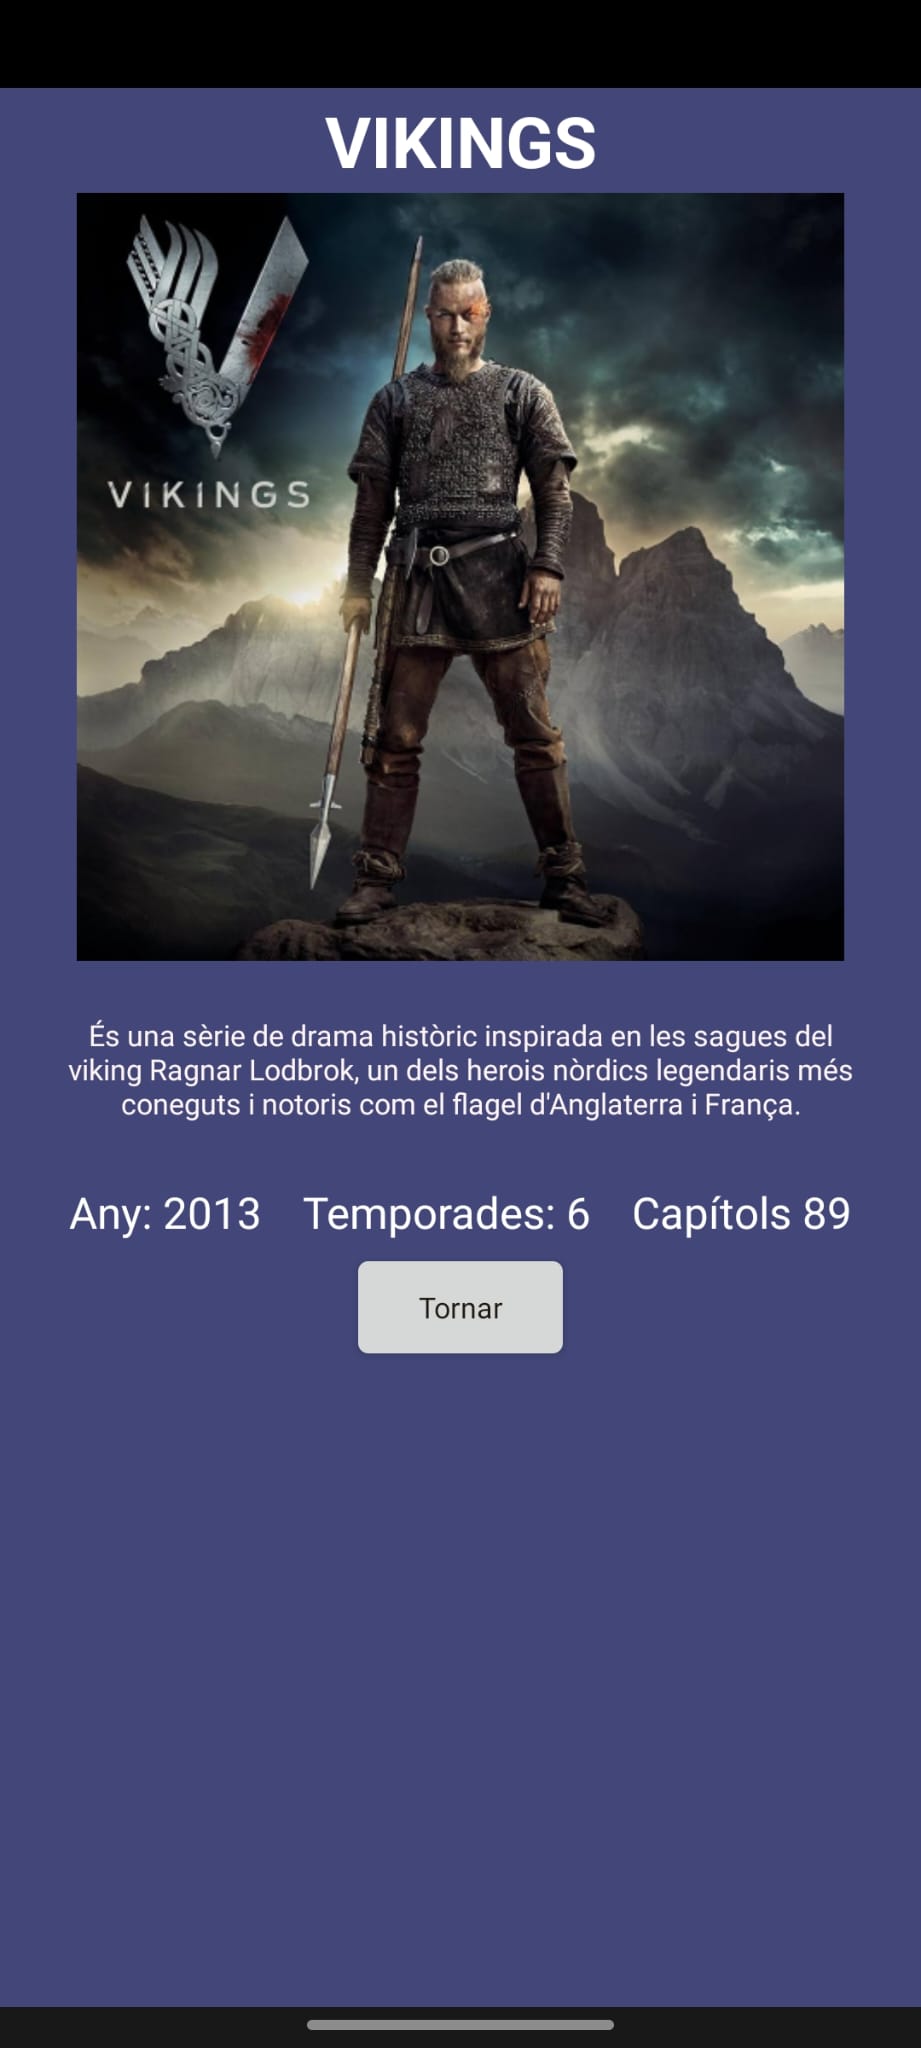 VIKINGS
VIKINGS
És una sèrie de drama històric inspirada en les sagues del
viking Ragnar Lodbrok, un dels herois nòrdics legendaris més
coneguts i notoris com el flagel d'Anglaterra i França.
Any: 2013 Temporades: 6 Capítols 89
Tornar